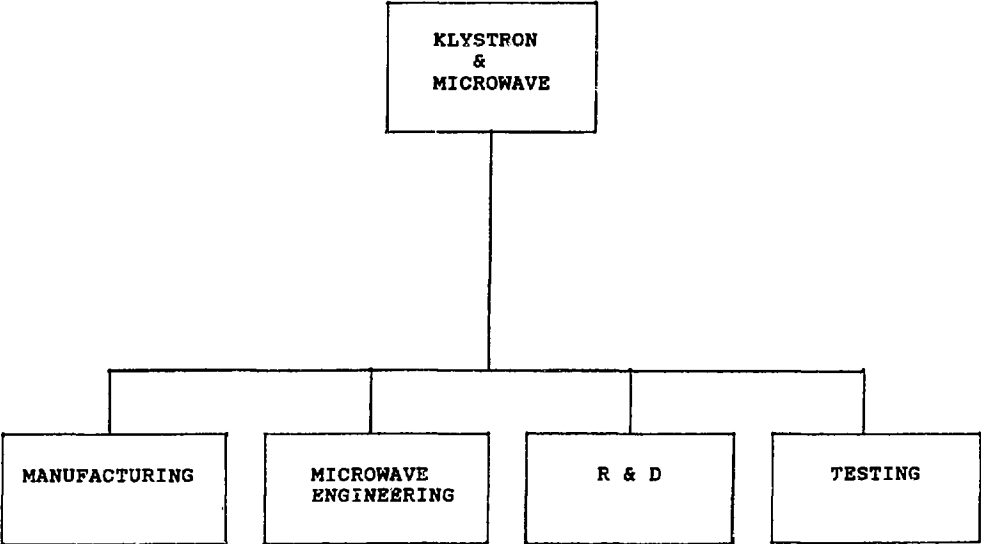 KLYSTRON
&
MICROWAVE
MANUFACTURING
MICROWAVE
ENGINEERING
R & D
TESTING